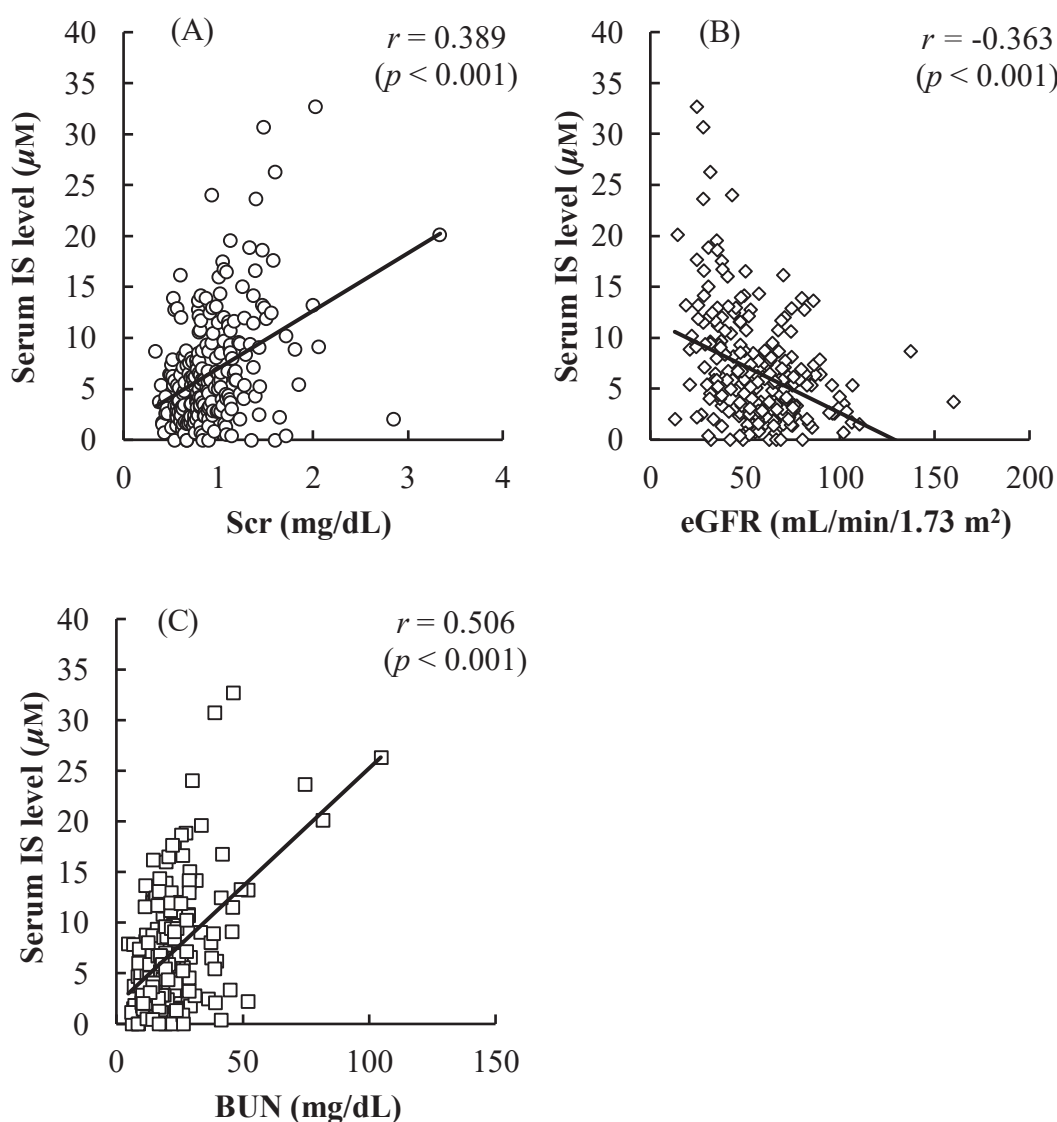 (A)
r = 0.389
(p < 0.001)
40
35
30
25
20
15
10
5
0
Serum IS level (μM)
0 1 2 3 4
Scr (mg/dL)
(B)
r = -0.363
(p < 0.001)
40
35
30
25
20
15
10
5
0
Serum IS level (μM)
0 50 100 150 200
eGFR (mL/min/1.73 m²)
(C)
r = 0.506
(p < 0.001)
40
35
30
25
20
15
10
5
0
Serum IS level (μM)
0 50 100 150
BUN (mg/dL)